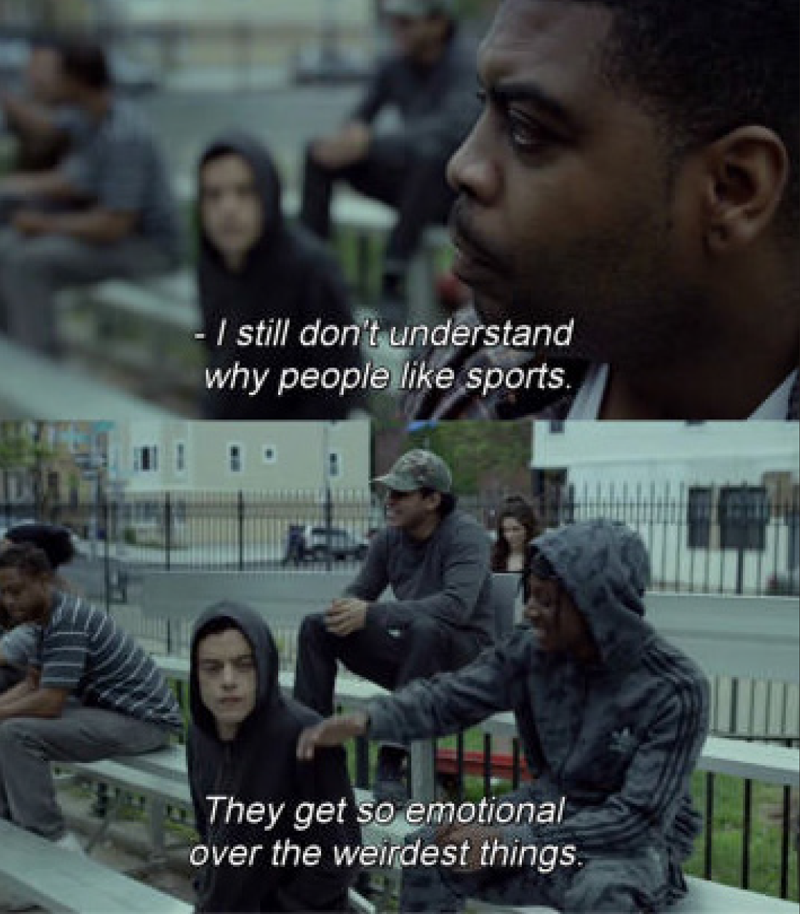 - I still don't understand
why people like sports.
They get so emotional
over the weirdest things.